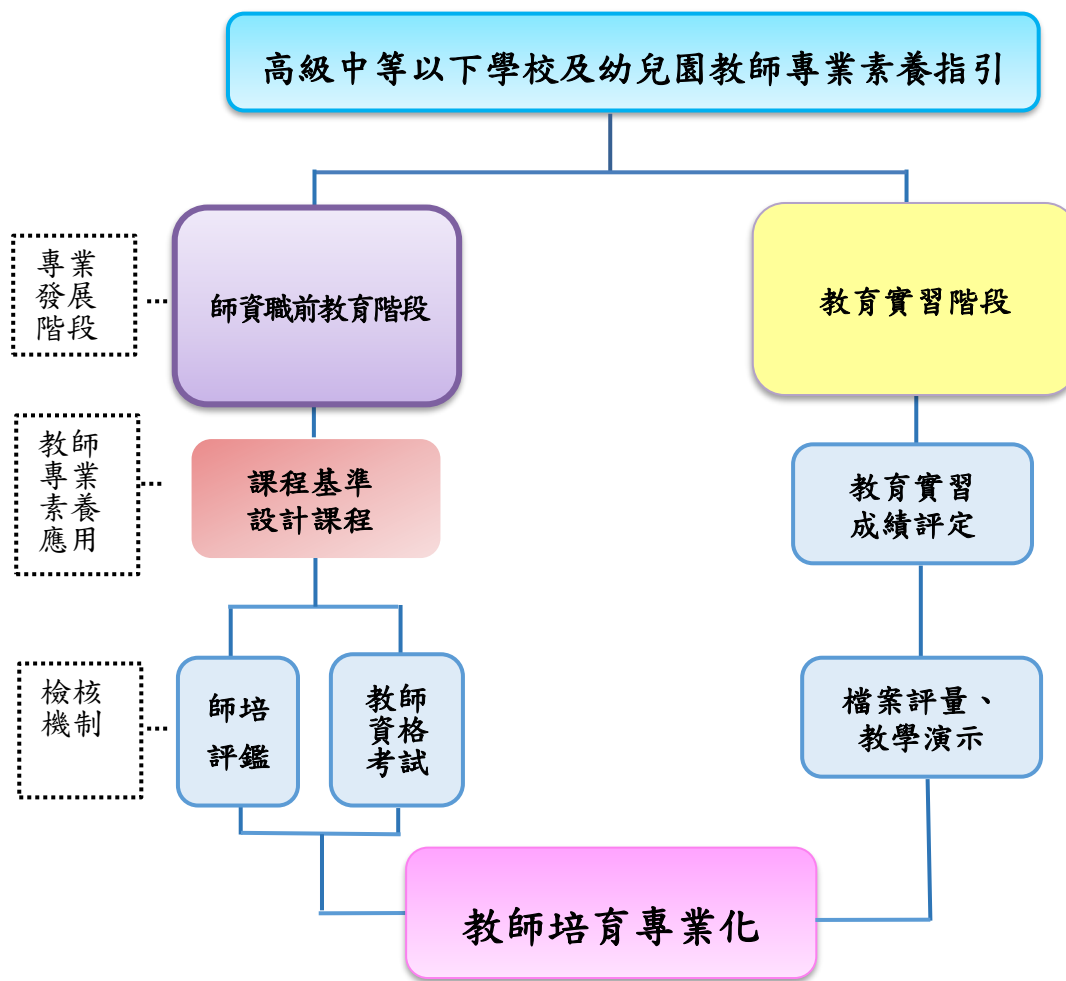 高級中等以下學校及幼兒園教師專業素養指引
專業
發展
階段
師資職前教育階段
教育實習階段
教師
專業
素養
應用
課程基準
設計課程
教育實習
成績評定
檢核
機制
師培
評鑑
教師
資格
考試
檔案評量、
教學演示
教師培育專業化